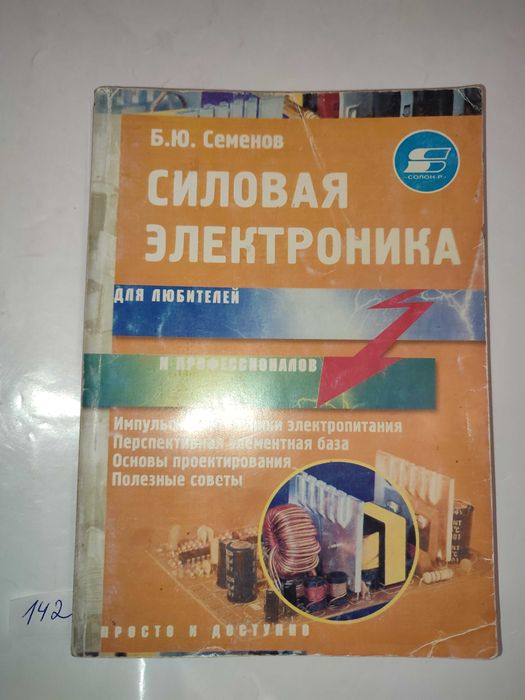 Б.Ю. Семенов
СОЛОН-Р
СИЛОВАЯ
ЭЛЕКТРОНИКА
ДЛЯ ЛЮБИТЕЛЕЙ
И ПРОФЕССИОНАЛОВ
электропитания
Перспективная элементная база
Основы проектирования
Полезные советы
142
ПРОСТО И ДОСТУПНО